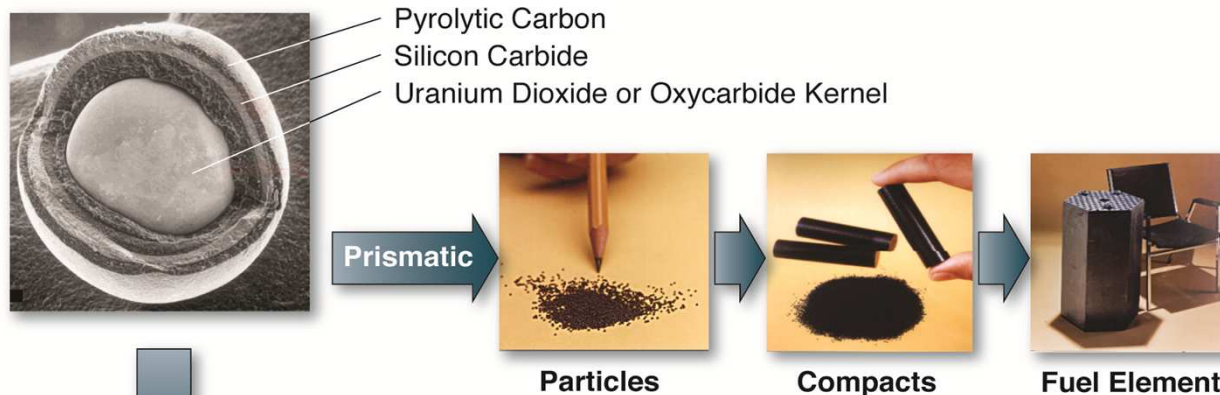 Pyrolytic Carbon
Silicon Carbide
Uranium Dioxide or Oxycarbide Kernel
Prismatic
Particles
Compacts
Fuel Element